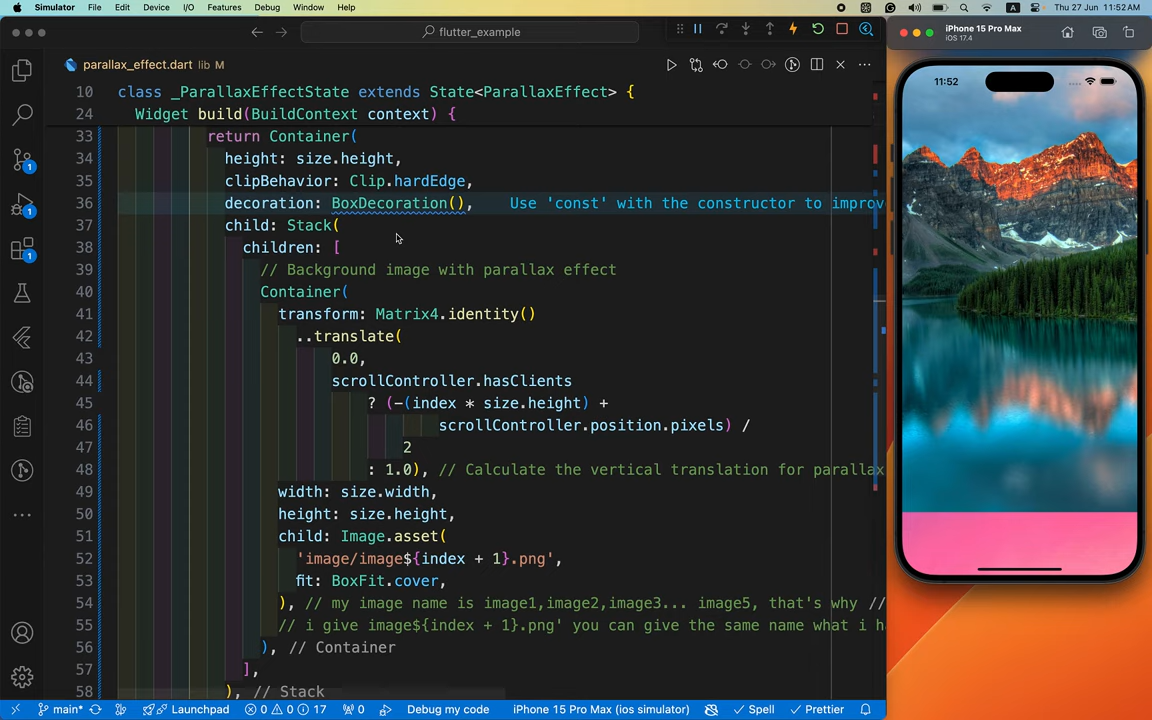 Simulator File Edit Device I/O Features Debug Window Help A Thu 27 Jun 11:52 AM
flutter_example
iPhone 15 Pro Max
iOS 17.4
parallax_effect.dart lib M
10 class _ParallaxEffectState extends State<ParallaxEffect> {
24 Widget build(BuildContext context) {
33 return Container(
34 height: size.height,
35 clipBehavior: Clip.hardEdge,
36 decoration: BoxDecoration(), Use 'const' with the constructor to improv
37 child: Stack(
38 children: [
39 // Background image with parallax effect
40 Container(
41 transform: Matrix4.identity()
42 ..translate(
43 0.0,
44 scrollController.hasClients
45 ? (-(index * size.height) +
46 scrollController.position.pixels) /
47 2
48 : 1.0), // Calculate the vertical translation for parallax
49 width: size.width,
50 height: size.height,
51 child: Image.asset(
52 'image/image${index + 1}.png',
53 fit: BoxFit.cover,
54 ), // my image name is image1,image2,image3... image5, that's why //
55 // i give image${index + 1}.png' you can give the same name what i h
56 ), // Container
57 ],
58 ), // Stack
1
1
1
11:52
main* Launchpad 0 0 17 0 Debug my code iPhone 15 Pro Max (ios simulator) Spell Prettier